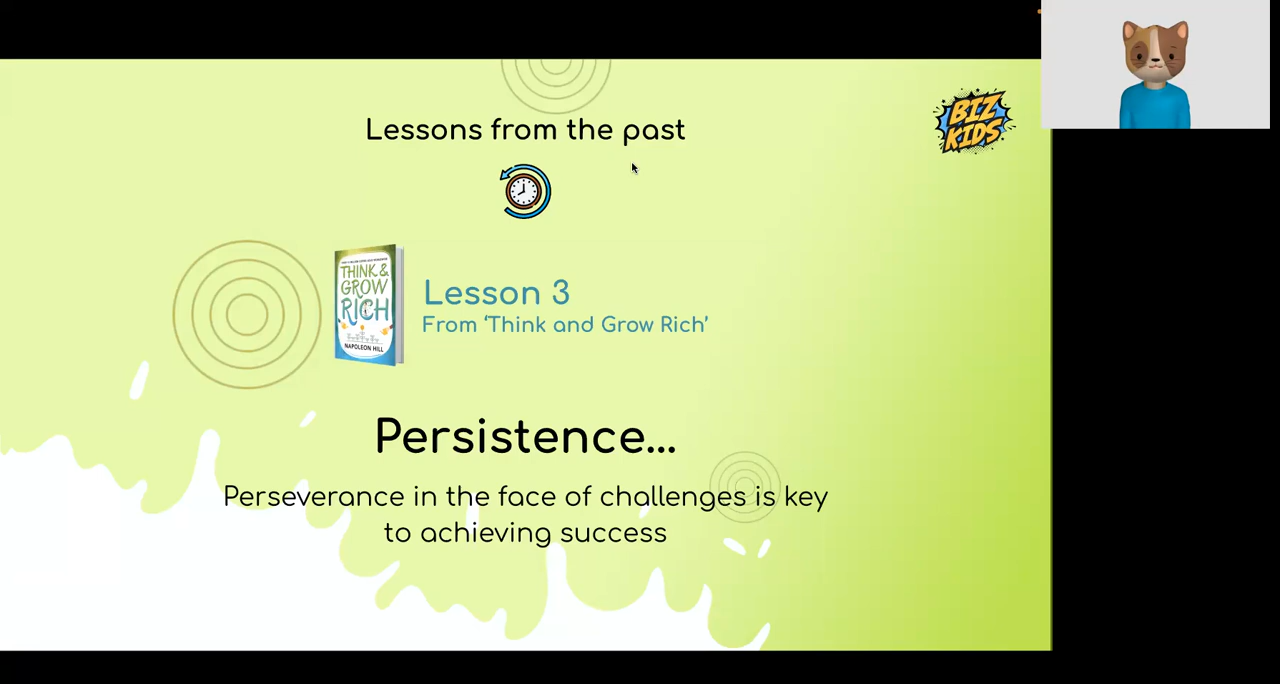 Lessons from the past
BIZ
KIDS
THINK &
GROW
RICH
NAPOLEON HILL
Lesson 3
From ‘Think and Grow Rich’
Persistence...
Perseverance in the face of challenges is key
to achieving success